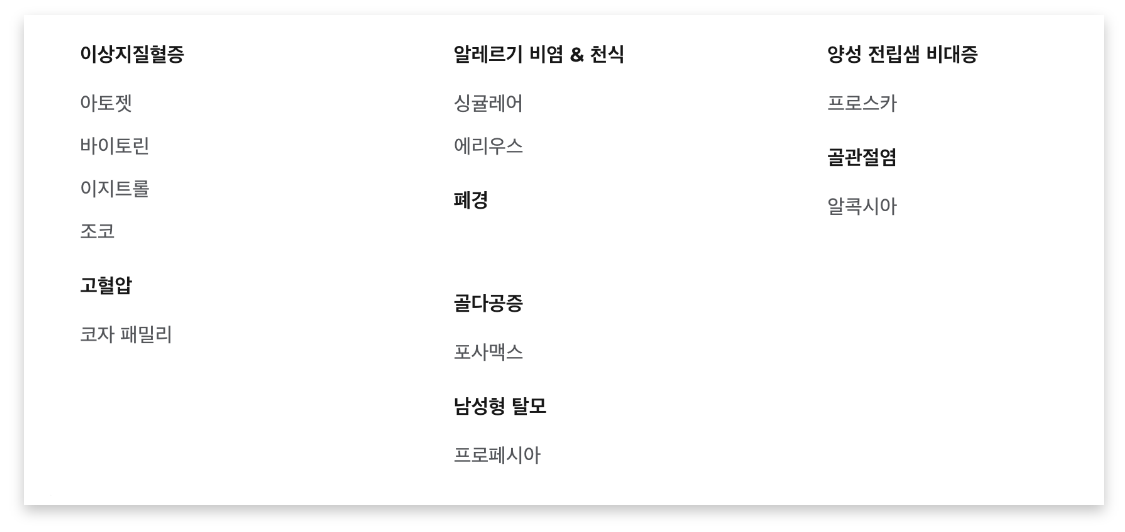 이상지질혈증
아토젯
바이토린
이지트롤
조코
고혈압
코자 패밀리
알레르기 비염 & 천식
싱귤레어
에리우스
폐경
골다공증
포사맥스
남성형 탈모
프로페시아
양성 전립샘 비대증
프로스카
골관절염
알콕시아